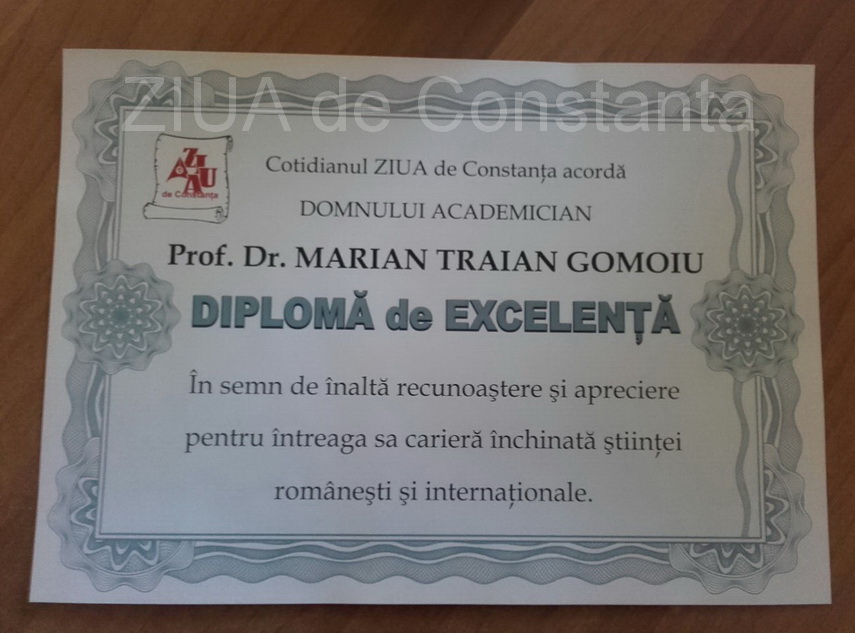 ZIUA de Constanta
ZIUA
de Constanța
Cotidianul ZIUA de Constanța acordă
DOMNULUI ACADEMICIAN
Prof. Dr. MARIAN TRAIAN GOMOIU
DIPLOMĂ de EXCELENȚĂ
În semn de înaltă recunoaştere şi apreciere
pentru întreaga sa carieră închinată ştiinţei
româneşti şi internaţionale.